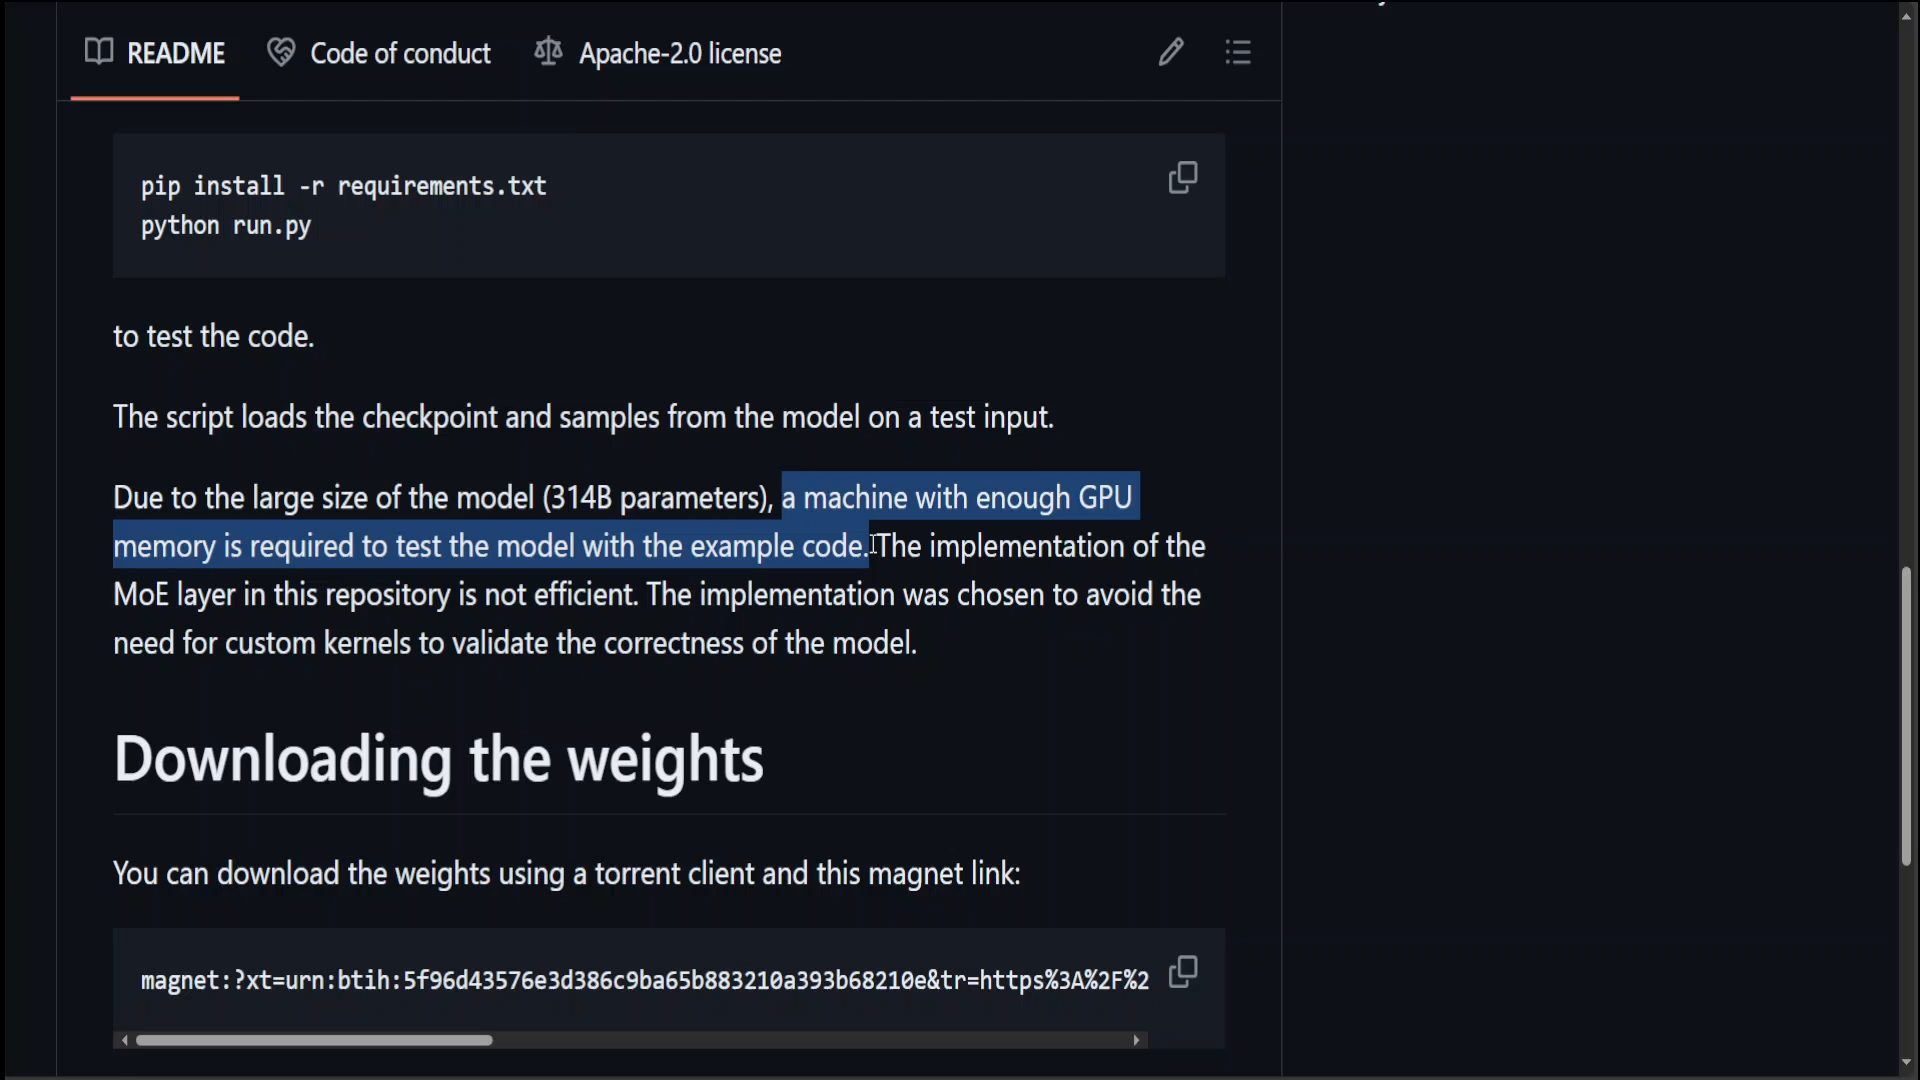 README Code of conduct Apache-2.0 license
pip install -r requirements.txt
python run.py
to test the code.
The script loads the checkpoint and samples from the model on a test input.
Due to the large size of the model (314B parameters), a machine with enough GPU
memory is required to test the model with the example code. The implementation of the
MoE layer in this repository is not efficient. The implementation was chosen to avoid the
need for custom kernels to validate the correctness of the model.
Downloading the weights
You can download the weights using a torrent client and this magnet link:
magnet:?xt=urn:btih:5f96d43576e3d386c9ba65b883210a393b68210e&tr=https%3A%2F%2